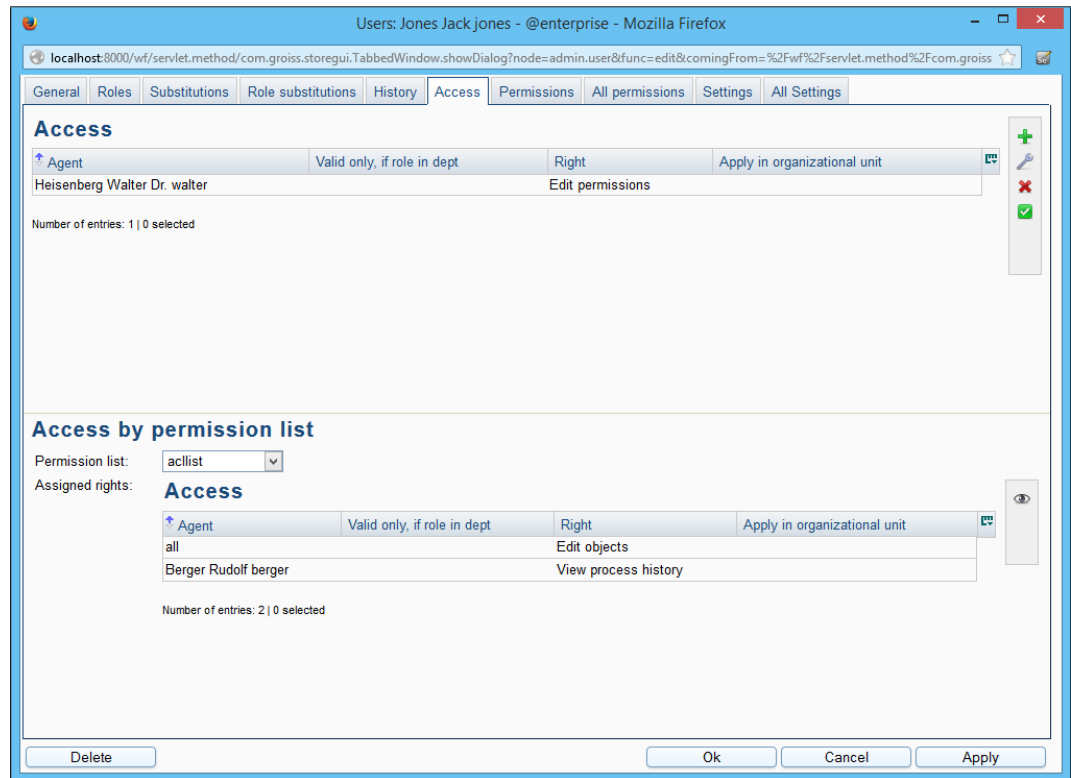 Users: Jones Jack jones - @enterprise - Mozilla Firefox
localhost:8000/wf/servlet.method/com.groiss.storegui.TabbedWindow.showDialog?node=admin.user&func=edit&comingFrom=%2Fwf%2Fservlet.method%2Fcom.groiss
General Roles Substitutions Role substitutions History Access Permissions All permissions Settings All Settings
Access
Agent Valid only, if role in dept Right Apply in organizational unit
Heisenberg Walter Dr. walter Edit permissions
Number of entries: 1 | 0 selected
Access by permission list
Permission list: acllist
Assigned rights: Access
Agent Valid only, if role in dept Right Apply in organizational unit
all Edit objects
Berger Rudolf berger View process history
Number of entries: 2 | 0 selected
Delete Ok Cancel Apply